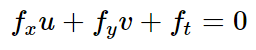 f_x u + f_y v + f_t = 0